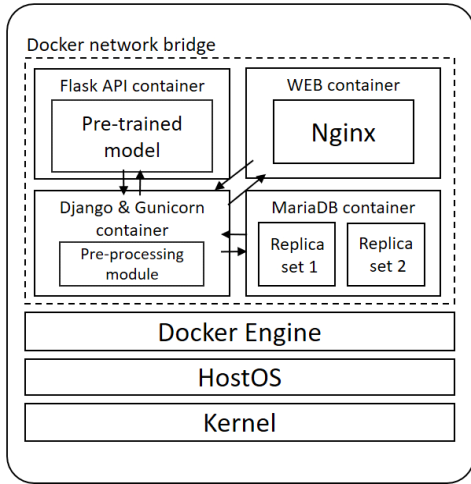 Docker network bridge
Flask API container
Pre-trained
model
WEB container
Nginx
Django & Gunicorn
container
Pre-processing
module
MariaDB container
Replica
set 1
Replica
set 2
Docker Engine
HostOS
Kernel